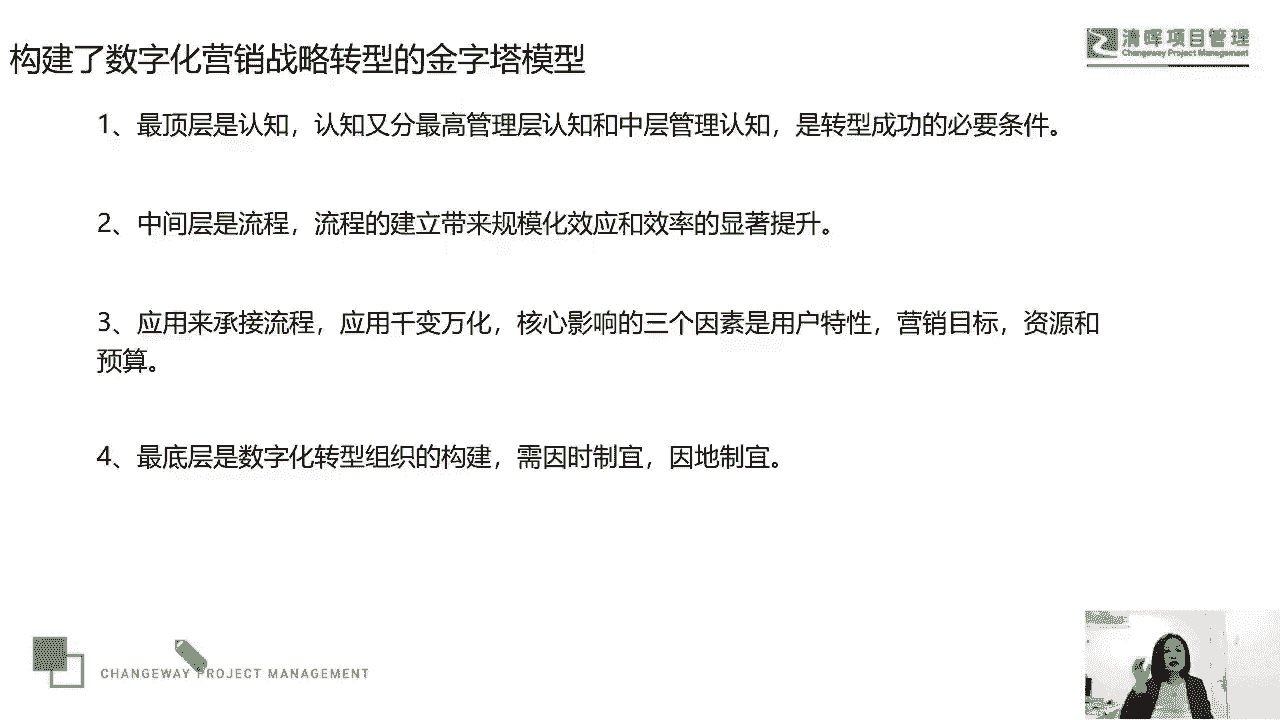 构建了数字化营销战略转型的金字塔模型
清晖项目管理
Changeway Project Management
1、最顶层是认知，认知又分最高管理层认知和中层管理认知，是转型成功的必要条件。
2、中间层是流程，流程的建立带来规模化效应和效率的显著提升。
3、应用来承接流程，应用千变万化，核心影响的三个因素是用户特性，营销目标，资源和
预算。
4、最底层是数字化转型组织的构建，需因时制宜，因地制宜。
CHANGEWAY PROJECT MANAGEMENT